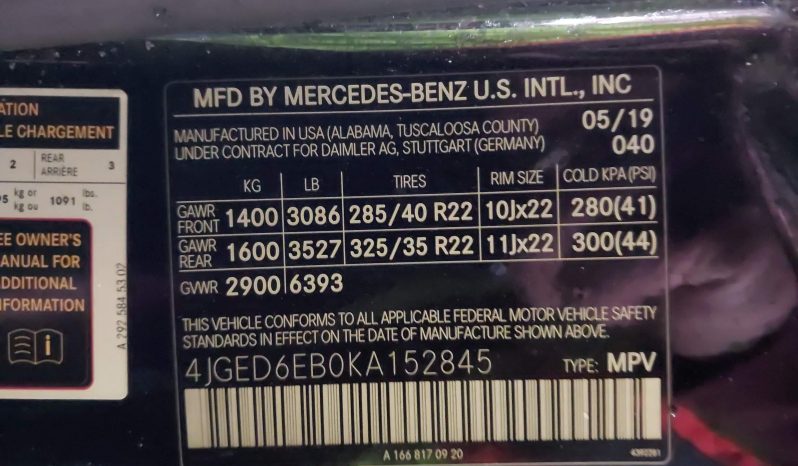 ATION
LE CHARGEMENT
2 REAR ARRIÈRE 3
5 kg or kg ou 1091 lbs. lb.
EE OWNER'S
ANUAL FOR
DDITIONAL
FORMATION
A 292 584 53 02
MFD BY MERCEDES-BENZ U.S. INTL., INC
MANUFACTURED IN USA (ALABAMA, TUSCALOOSA COUNTY) 05/19
UNDER CONTRACT FOR DAIMLER AG, STUTTGART (GERMANY) 040
KG LB TIRES RIM SIZE COLD KPA (PSI)
GAWR FRONT 1400 3086 285/40 R22 10Jx22 280(41)
GAWR REAR 1600 3527 325/35 R22 11Jx22 300(44)
GVWR 2900 6393
THIS VEHICLE CONFORMS TO ALL APPLICABLE FEDERAL MOTOR VEHICLE SAFETY
STANDARDS IN EFFECT ON THE DATE OF MANUFACTURE SHOWN ABOVE.
4JGED6EB0KA152845 TYPE: MPV
A 166 817 09 20